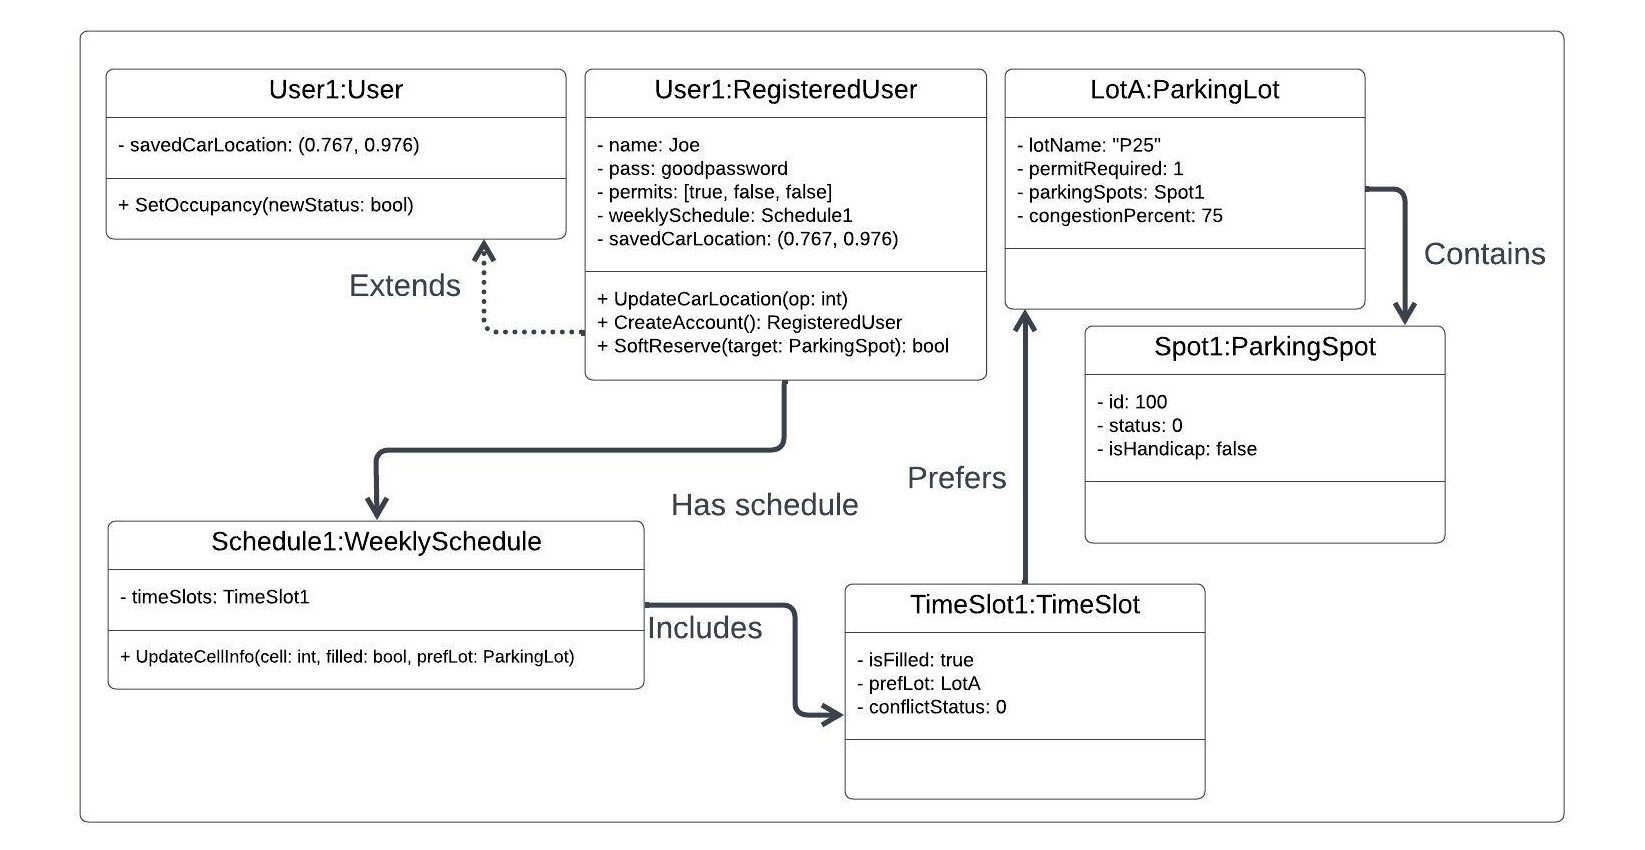 User1:User
- savedCarLocation: (0.767, 0.976)
+ SetOccupancy(newStatus: bool)
Extends
User1:RegisteredUser
- name: Joe
- pass: goodpassword
- permits: [true, false, false]
- weeklySchedule: Schedule1
- savedCarLocation: (0.767, 0.976)
+ UpdateCarLocation(op: int)
+ CreateAccount(): RegisteredUser
+ SoftReserve(target: ParkingSpot): bool
LotA:ParkingLot
- lotName: "P25"
- permitRequired: 1
- parkingSpots: Spot1
- congestionPercent: 75
Contains
Spot1:ParkingSpot
- id: 100
- status: 0
- isHandicap: false
Prefers
Has schedule
Schedule1:WeeklySchedule
- timeSlots: TimeSlot1
+ UpdateCellInfo(cell: int, filled: bool, prefLot: ParkingLot)
Includes
TimeSlot1:TimeSlot
- isFilled: true
- prefLot: LotA
- conflictStatus: 0